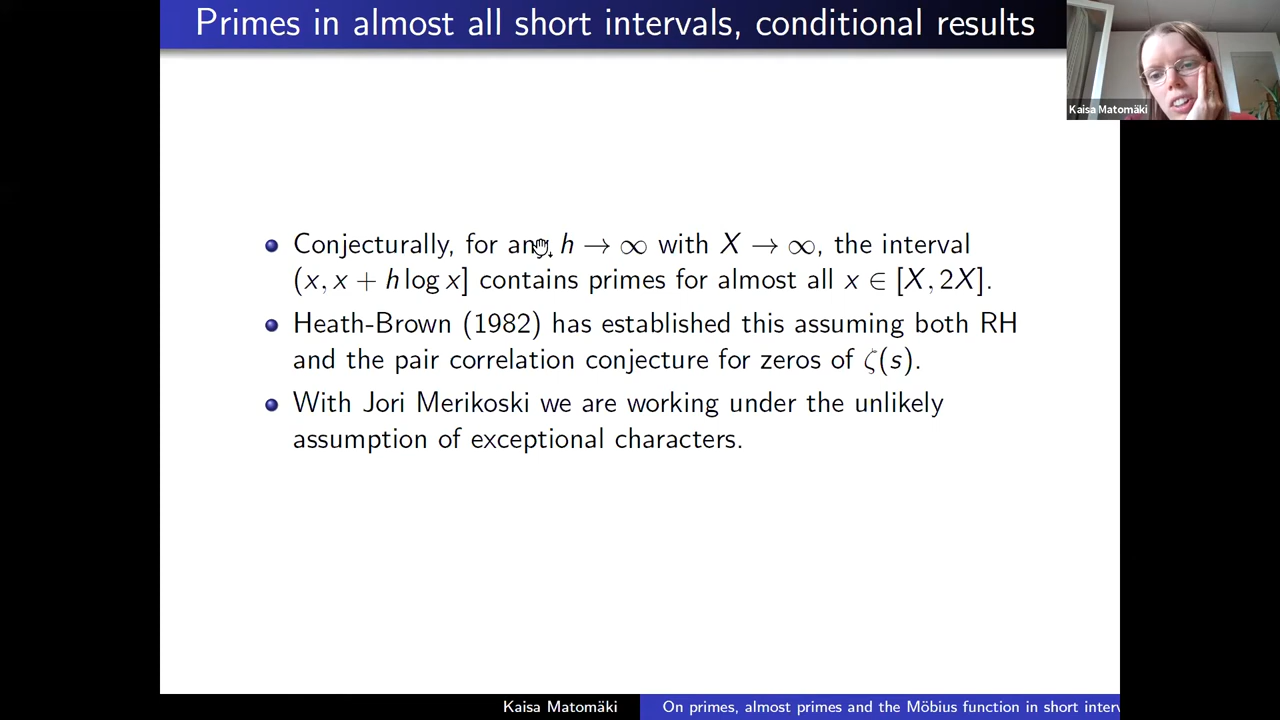 Primes in almost all short intervals, conditional results
Kaisa Matomäki
Conjecturally, for any h → ∞ with X → ∞, the interval
(x, x + h log x] contains primes for almost all x ∈ [X, 2X].
Heath-Brown (1982) has established this assuming both RH
and the pair correlation conjecture for zeros of ζ(s).
With Jori Merikoski we are working under the unlikely
assumption of exceptional characters.
Kaisa Matomäki
On primes, almost primes and the Möbius function in short interv